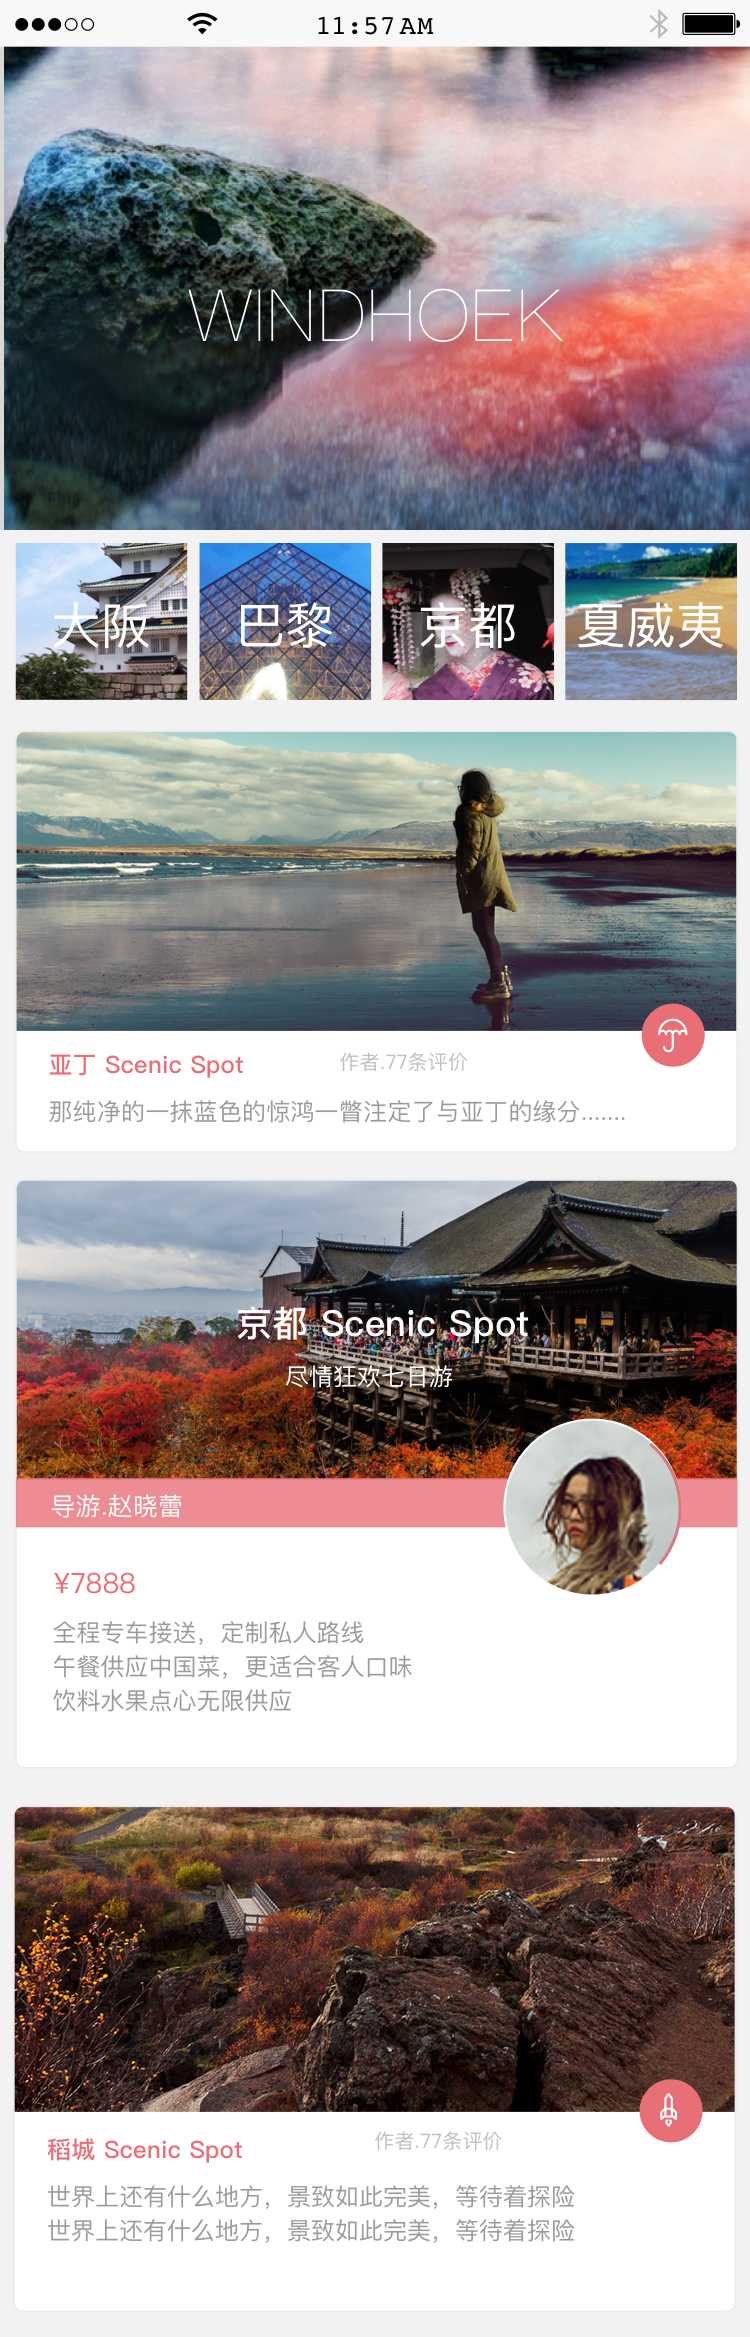 11:57AM
WINDHOEK
大阪
巴黎
京都
夏威夷
亚丁 Scenic Spot
作者.77条评价
那纯净的一抹蓝色的惊鸿一瞥注定了与亚丁的缘分.......
京都 Scenic Spot
尽情狂欢七日游
导游.赵晓蕾
¥7888
全程专车接送，定制私人路线
午餐供应中国菜，更适合客人口味
饮料水果点心无限供应
稻城 Scenic Spot
作者.77条评价
世界上还有什么地方，景致如此完美，等待着探险
世界上还有什么地方，景致如此完美，等待着探险